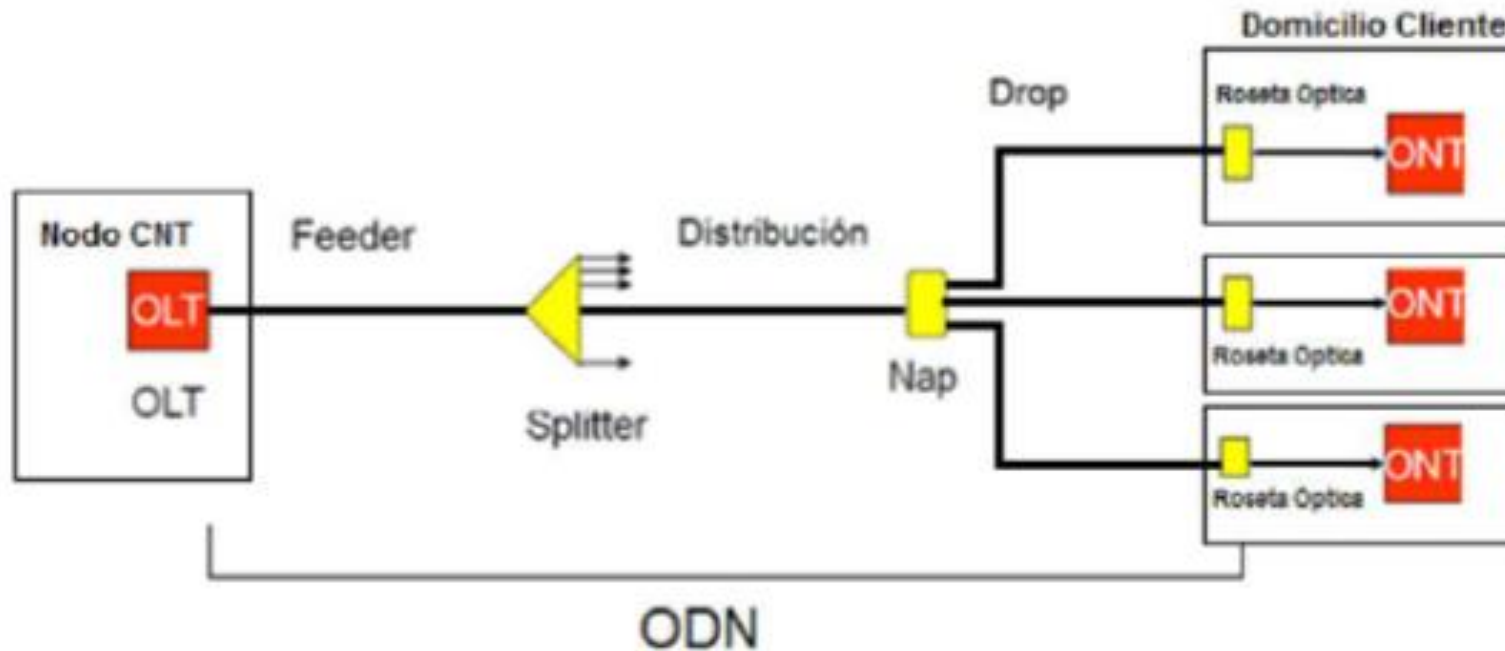 Domicilio Cliente
Drop
Roseta Optica
ONT
Nodo CNT
Feeder
Distribución
OLT
ONT
OLT
Splitter
Nap
Roseta Optica
ONT
Roseta Optica
ODN